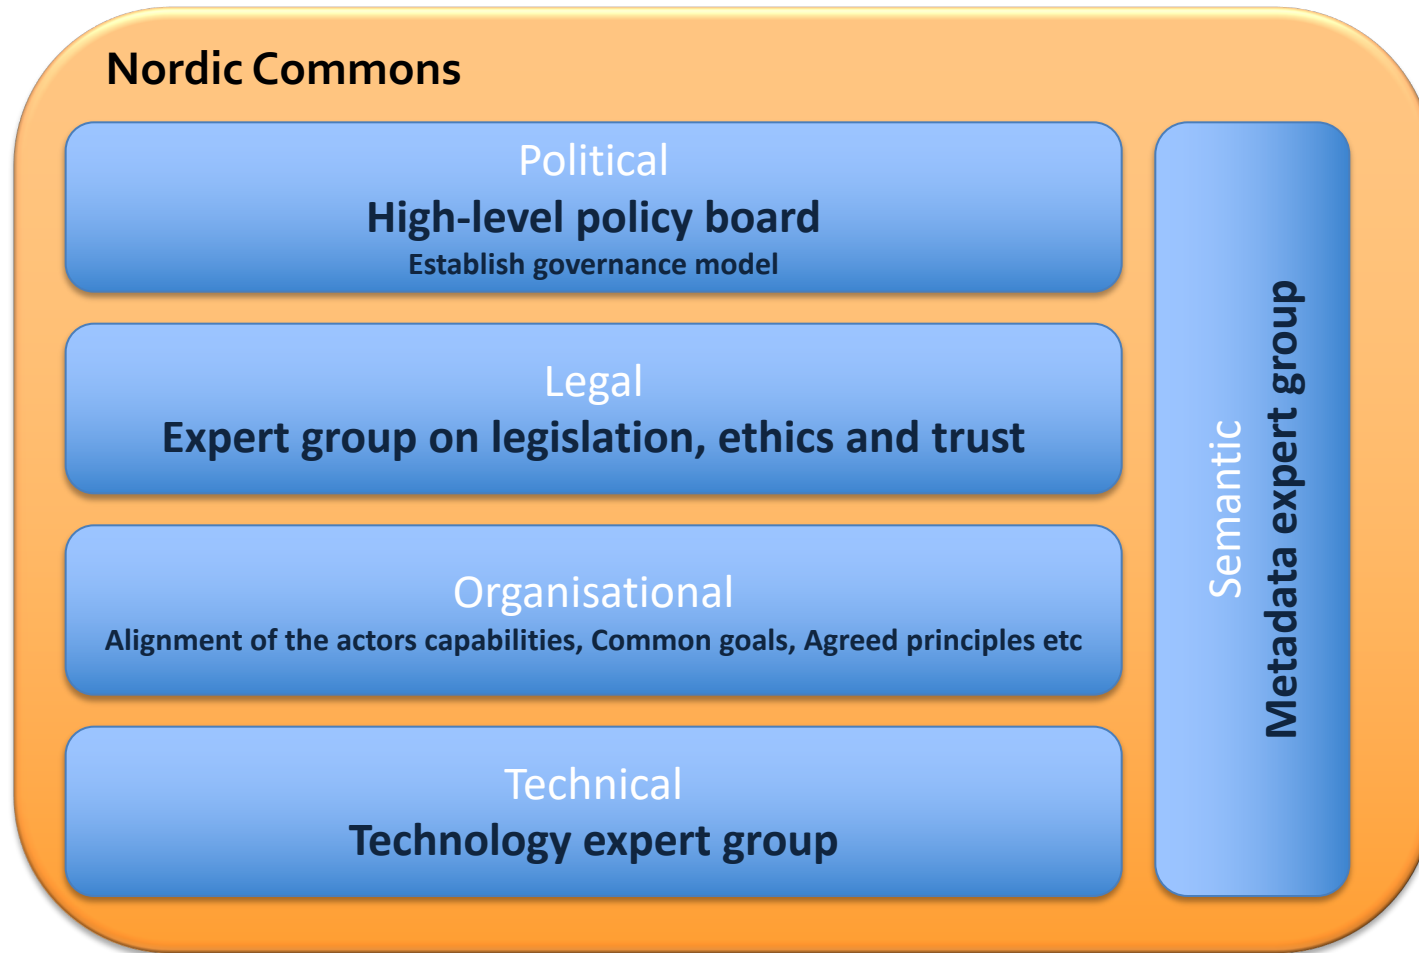 Nordic Commons
Political
High-level policy board
Establish governance model
Legal
Expert group on legislation, ethics and trust
Organisational
Alignment of the actors capabilities, Common goals, Agreed principles etc
Technical
Technology expert group
Semantic
Metadata expert group